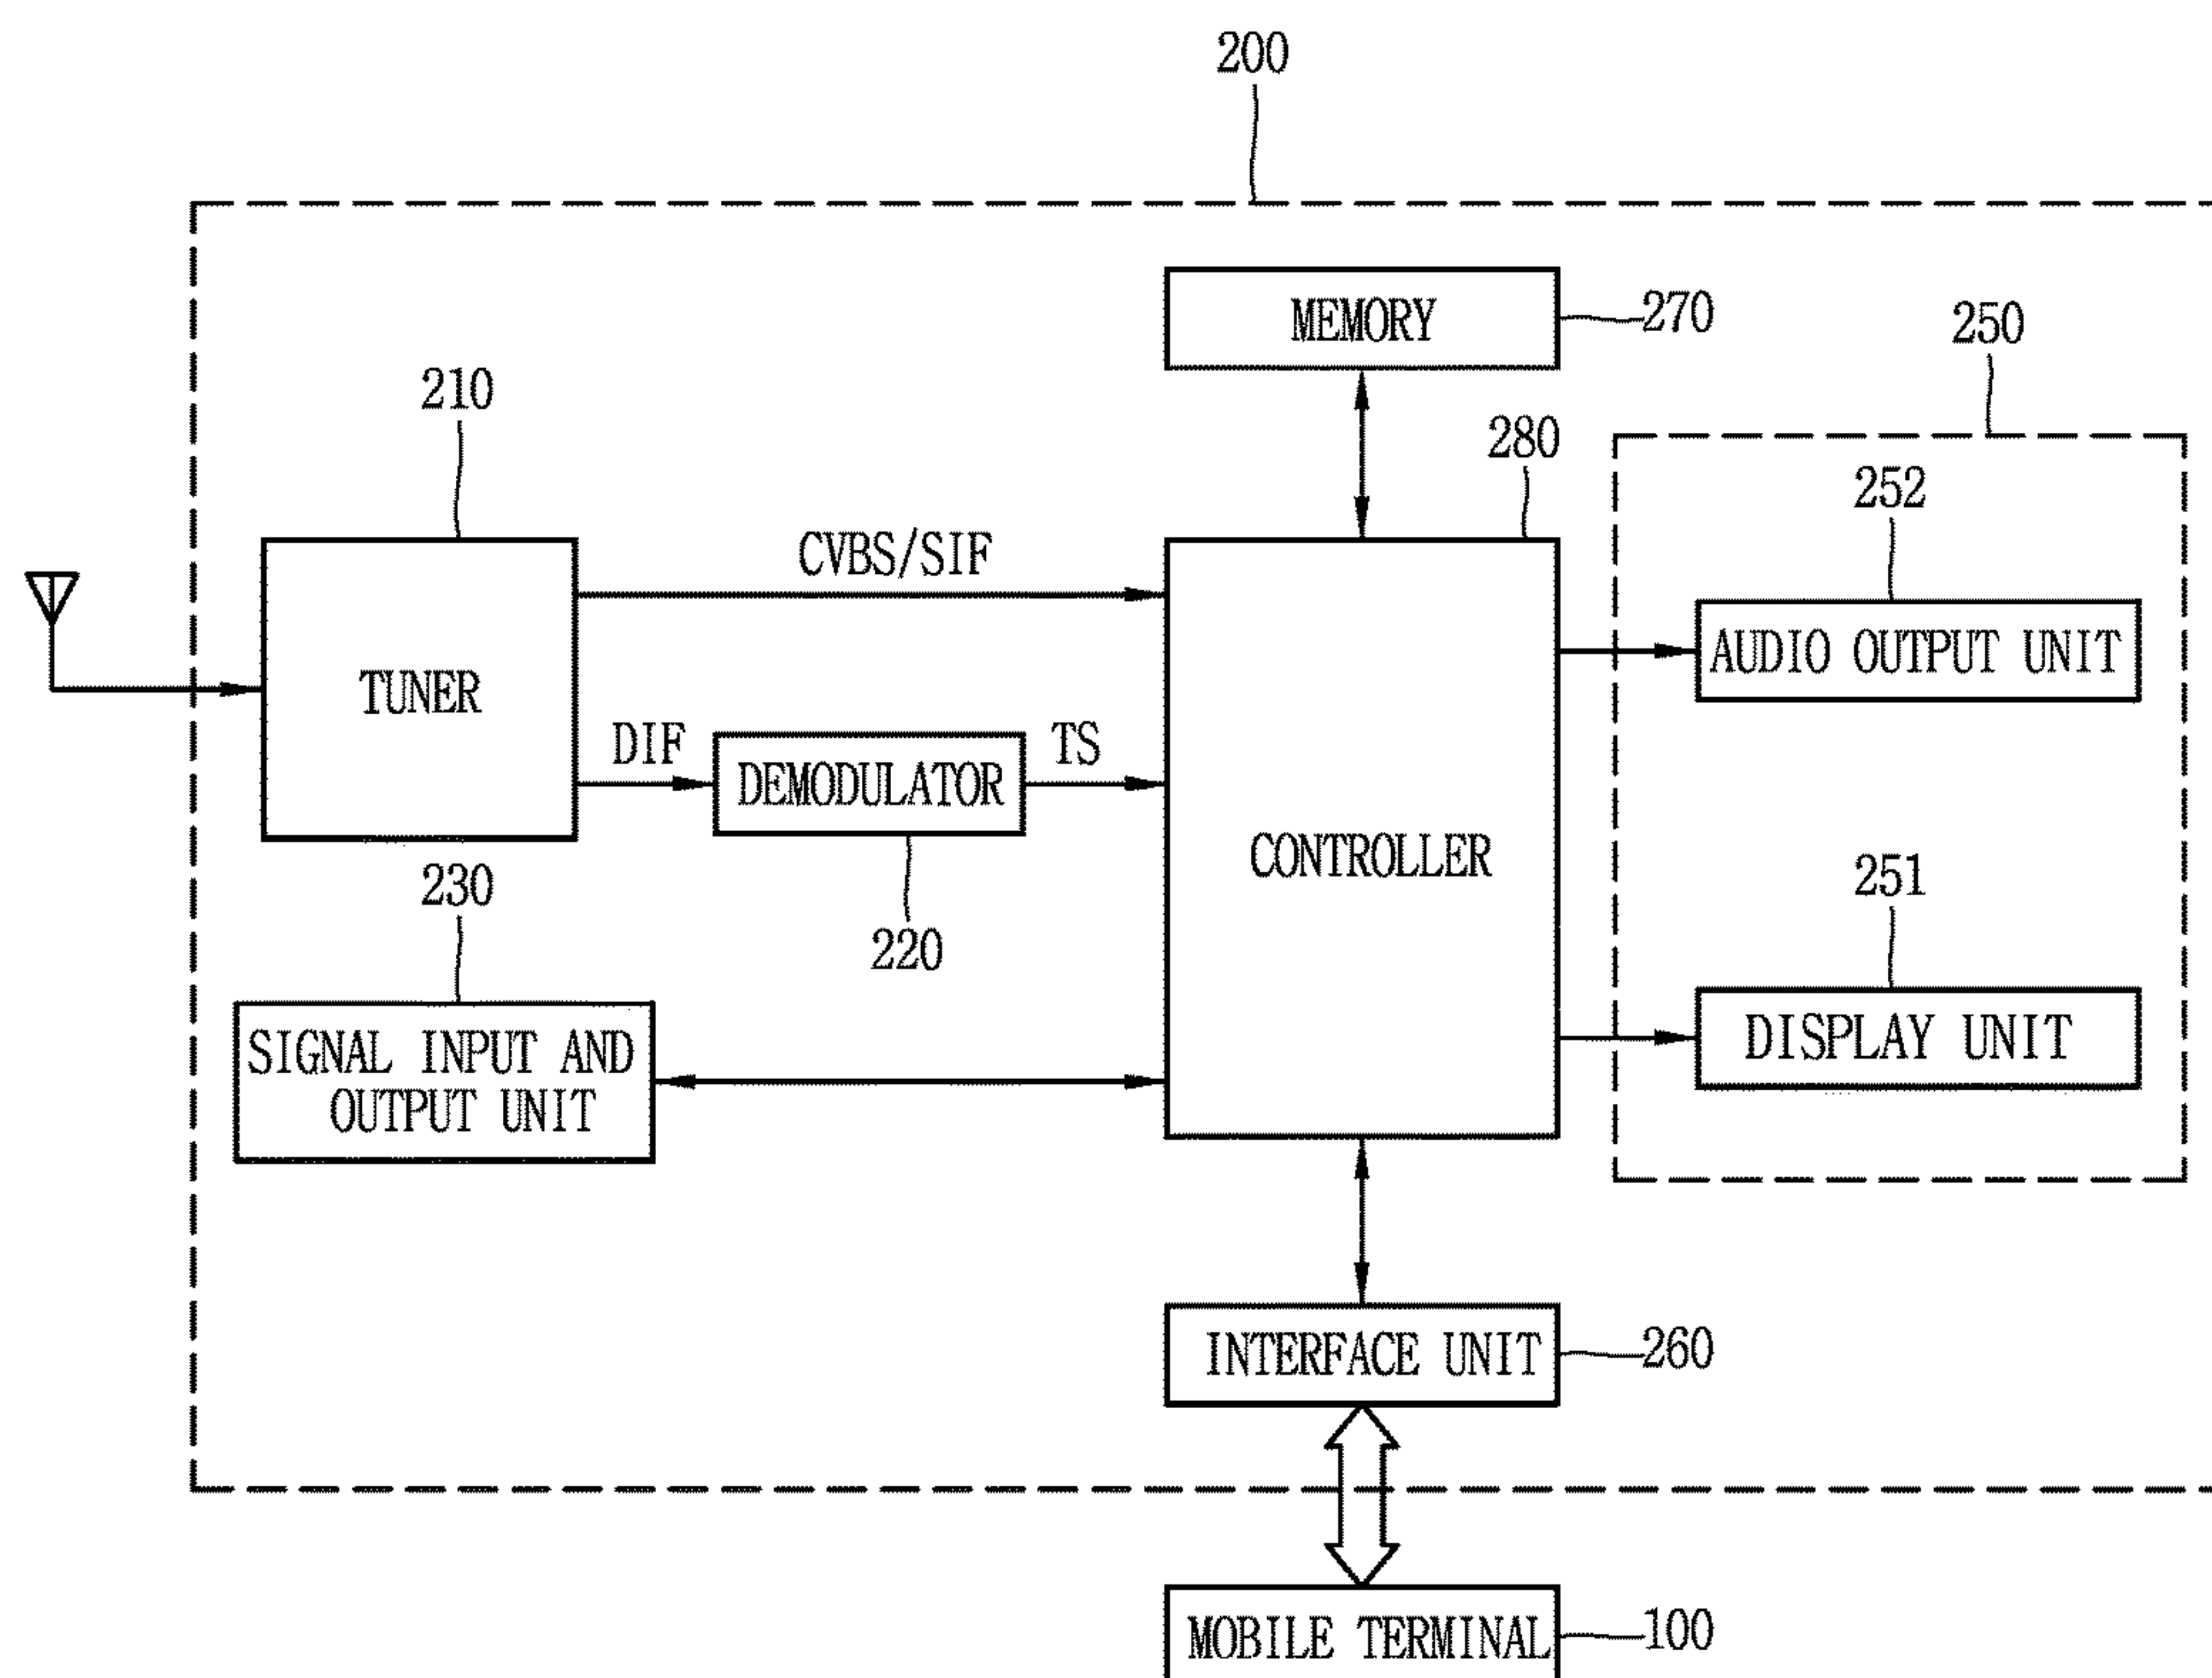 200
MEMORY
270
250
210
280
252
CVBS/SIF
AUDIO OUTPUT UNIT
TUNER
DIF
DEMODULATOR
TS
CONTROLLER
230
220
251
SIGNAL INPUT AND
OUTPUT UNIT
DISPLAY UNIT
INTERFACE UNIT
260
MOBILE TERMINAL
100